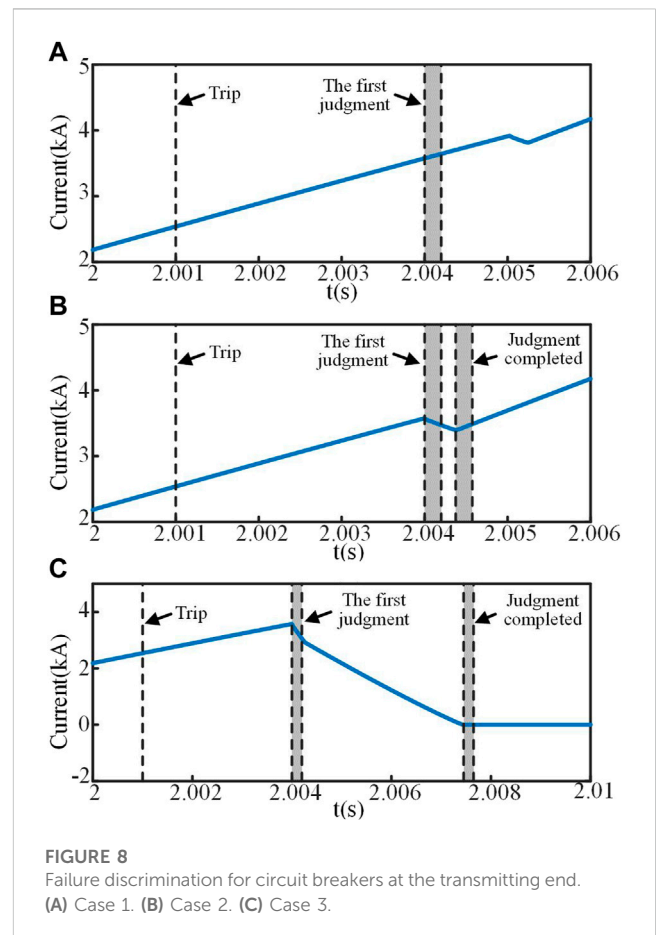 A
5
4
3
2
Current(kA)
Trip
The first
judgment
2 2.001 2.002 2.003 2.004 2.005 2.006
t(s)
B
5
4
3
2
Current(kA)
Trip
The first
judgment
Judgment
completed
2 2.001 2.002 2.003 2.004 2.005 2.006
t(s)
C
4
2
0
-2
Current(kA)
Trip
The first
judgment
Judgment
completed
2 2.002 2.004 2.006 2.008 2.01
t(s)
FIGURE 8
Failure discrimination for circuit breakers at the transmitting end.
(A) Case 1. (B) Case 2. (C) Case 3.